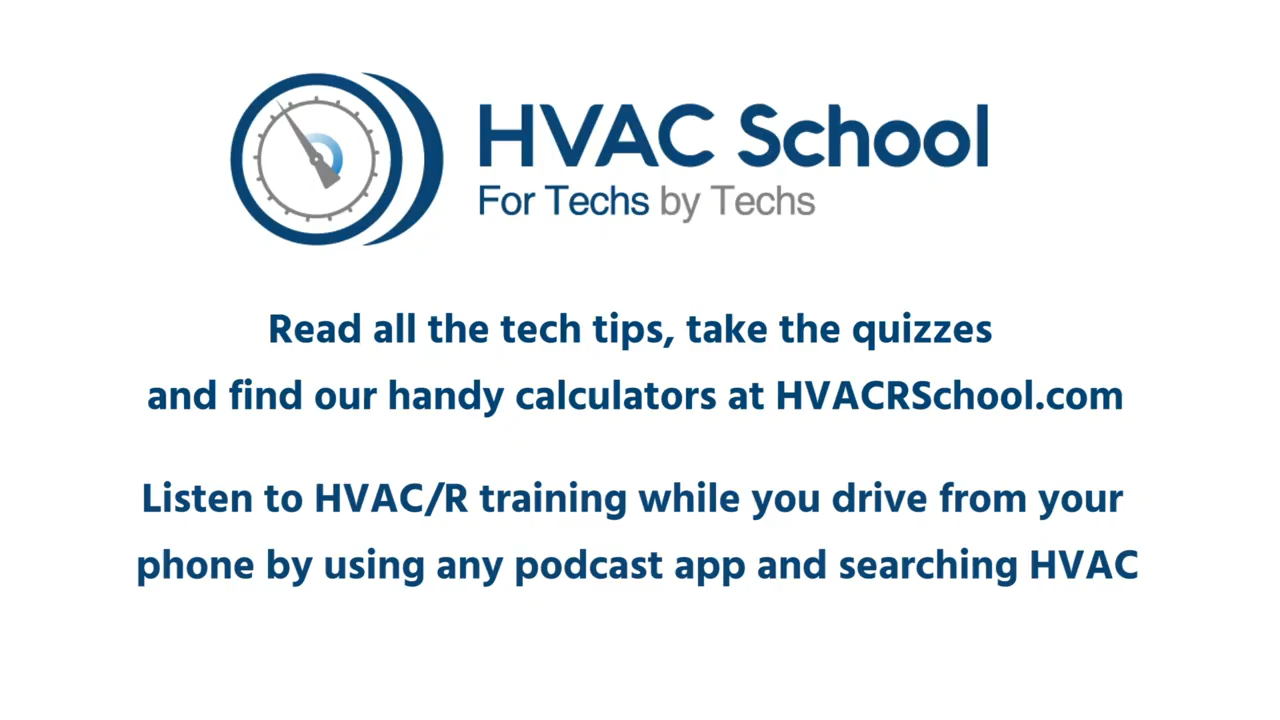 HVAC School
For Techs by Techs
Read all the tech tips, take the quizzes
and find our handy calculators at HVACRSchool.com
Listen to HVAC/R training while you drive from your
phone by using any podcast app and searching HVAC